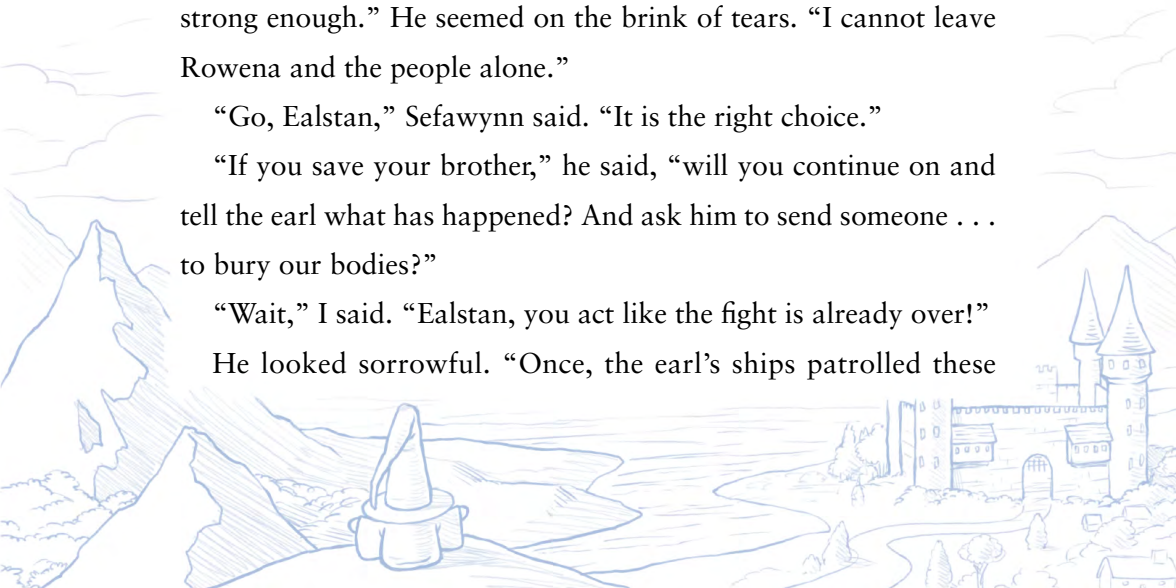 strong enough.” He seemed on the brink of tears. “I cannot leave
Rowena and the people alone.”
“Go, Ealstan,” Sefawynn said. “It is the right choice.”
“If you save your brother,” he said, “will you continue on and
tell the earl what has happened? And ask him to send someone . . .
to bury our bodies?”
“Wait,” I said. “Ealstan, you act like the fight is already over!”
He looked sorrowful. “Once, the earl’s ships patrolled these